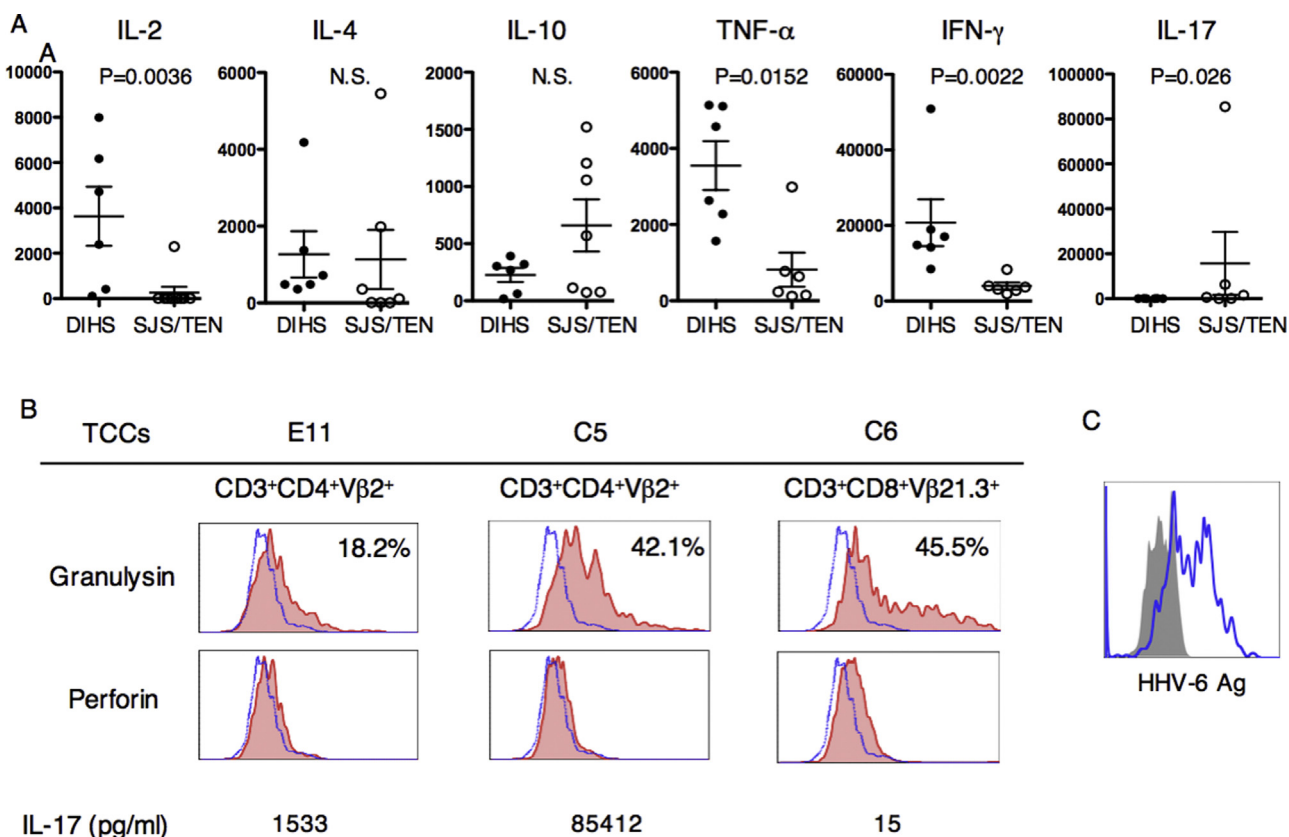 A
A
IL-2 IL-4 IL-10 TNF-α IFN-γ IL-17
P=0.0036 N.S. N.S. P=0.0152 P=0.0022 P=0.026
10000
8000
6000
4000
2000
0
DIHS SJS/TEN
6000
4000
2000
0
DIHS SJS/TEN
2000
1500
1000
500
0
DIHS SJS/TEN
6000
4000
2000
0
DIHS SJS/TEN
60000
40000
20000
0
DIHS SJS/TEN
100000
80000
60000
40000
20000
0
DIHS SJS/TEN
B
TCCs E11 C5 C6
CD3+CD4+Vβ2+ CD3+CD4+Vβ2+ CD3+CD8+Vβ21.3+
Granulysin 18.2% 42.1% 45.5%
Perforin
IL-17 (pg/ml) 1533 85412 15
C
HHV-6 Ag